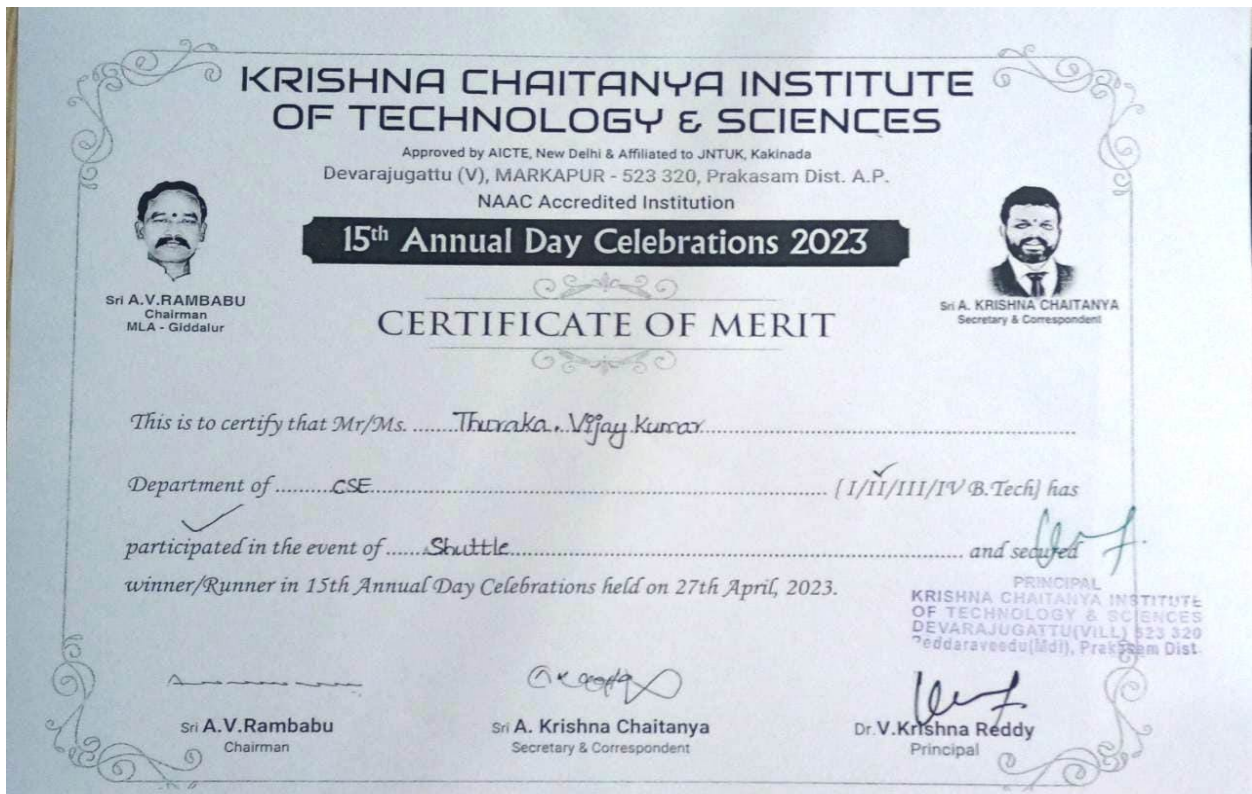 KRISHNA CHAITANYA INSTITUTE
OF TECHNOLOGY & SCIENCES
Approved by AICTE, New Delhi & Affiliated to JNTUK, Kakinada
Devarajugattu (V), MARKAPUR - 523 320, Prakasam Dist. A.P.
NAAC Accredited Institution
15th Annual Day Celebrations 2023
Sri A.V.RAMBABU
Chairman
MLA - Giddalur
Sri A. KRISHNA CHAITANYA
Secretary & Correspondent
CERTIFICATE OF MERIT
This is to certify that Mr/Ms. ......Thuraka. Vijay Kumar......
Department of ......CSE...... [ I/II/III/IV B.Tech] has
participated in the event of ......Shuttle...... and secured
winner/Runner in 15th Annual Day Celebrations held on 27th April, 2023.
PRINCIPAL
KRISHNA CHAITANYA INSTITUTE
OF TECHNOLOGY & SCIENCES
DEVARAJUGATTU(VILL) 523 320
Peddaraveedu(Mdl), Prakasam Dist
Sri A.V.Rambabu
Chairman
Sri A. Krishna Chaitanya
Secretary & Correspondent
Dr.V.Krishna Reddy
Principal